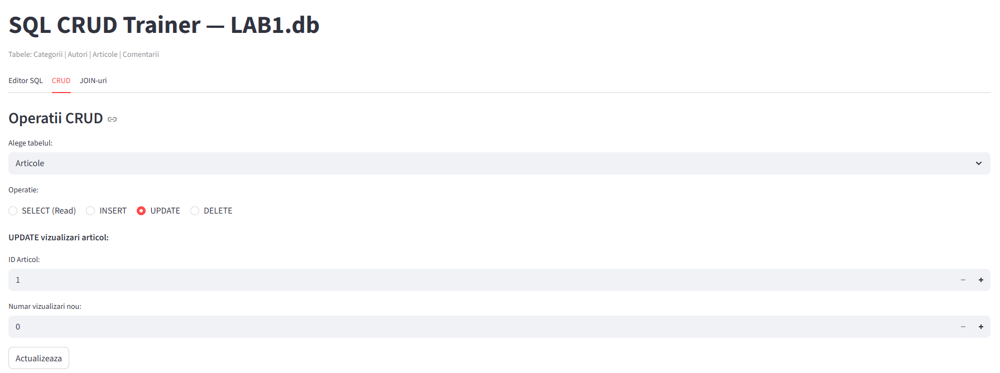 SQL CRUD Trainer — LAB1.db
Tabele: Categorii | Autori | Articole | Comentarii
Editor SQL CRUD JOIN-uri
Operatii CRUD
Alege tabelul:
Articole
Operatie:
SELECT (Read) INSERT UPDATE DELETE
UPDATE vizualizari articol:
ID Articol:
1
Numar vizualizari nou:
0
Actualizeaza